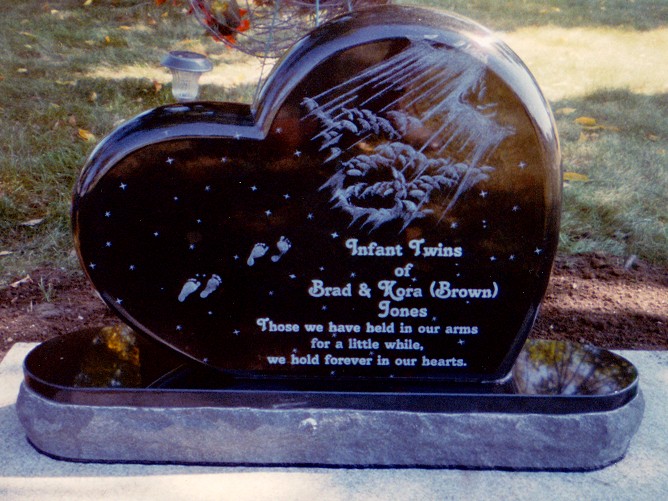 Infant Twins
of
Brad & Kora (Brown)
Jones
Those we have held in our arms
for a little while,
we hold forever in our hearts.